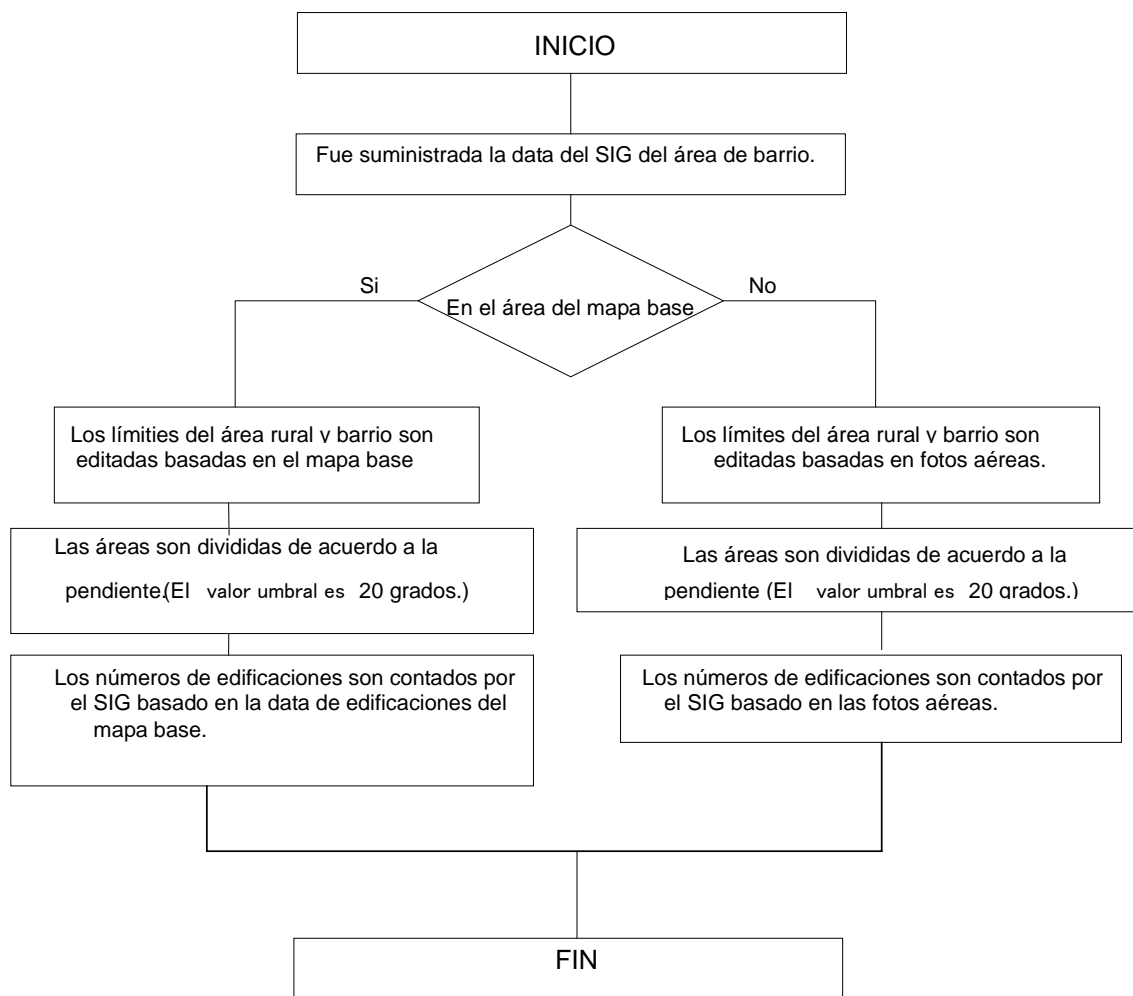 INICIO
Fue suministrada la data del SIG del área de barrio.
Si
No
En el área del mapa base
Los límities del área rural y barrio son
editadas basadas en el mapa base
Los límites del área rural y barrio son
editadas basadas en fotos aéreas.
Las áreas son divididas de acuerdo a la
pendiente.(El valor umbral es 20 grados.)
Las áreas son divididas de acuerdo a la
pendiente (El valor umbral es 20 grados.)
Los números de edificaciones son contados por
el SIG basado en la data de edificaciones del
mapa base.
Los números de edificaciones son contados por
el SIG basado en las fotos aéreas.
FIN